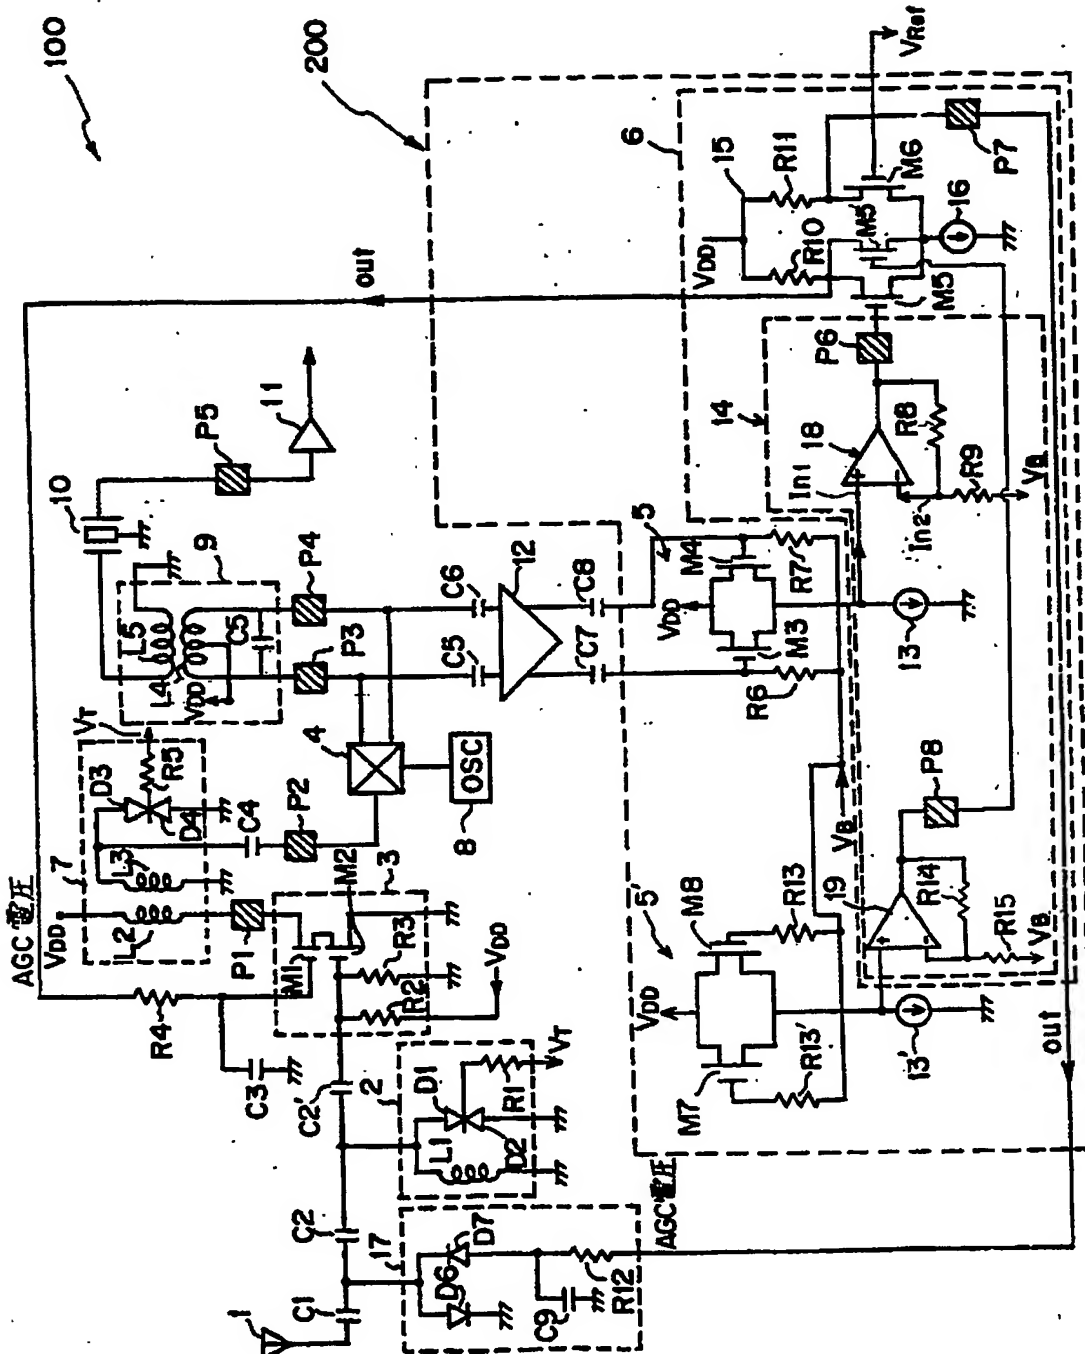 100
200
AGC電圧
out
VDD
7
L2
L3
D3
D4
R5
VT
C4
P1
P2
L4
L5
VDD
C5
9
10
P5
11
P3
P4
4
OSC
8
R4
C3
M1
M2
3
R3
R2
VDD
C2'
2
L1
D1
D2
R1
VT
1
C1
C2
17
D6
D7
C9
R12
AGC電圧
C5
C6
12
C7
C8
5
VDD
M3
M4
R6
R7
VB
13
5'
VDD
M7
M8
R13'
R13
13'
19
R14
R15
VB
P8
14
In1
In2
18
R8
R9
VB
P6
6
15
VDD
R10
R11
M5
M5
M6
16
P7
VRef
out